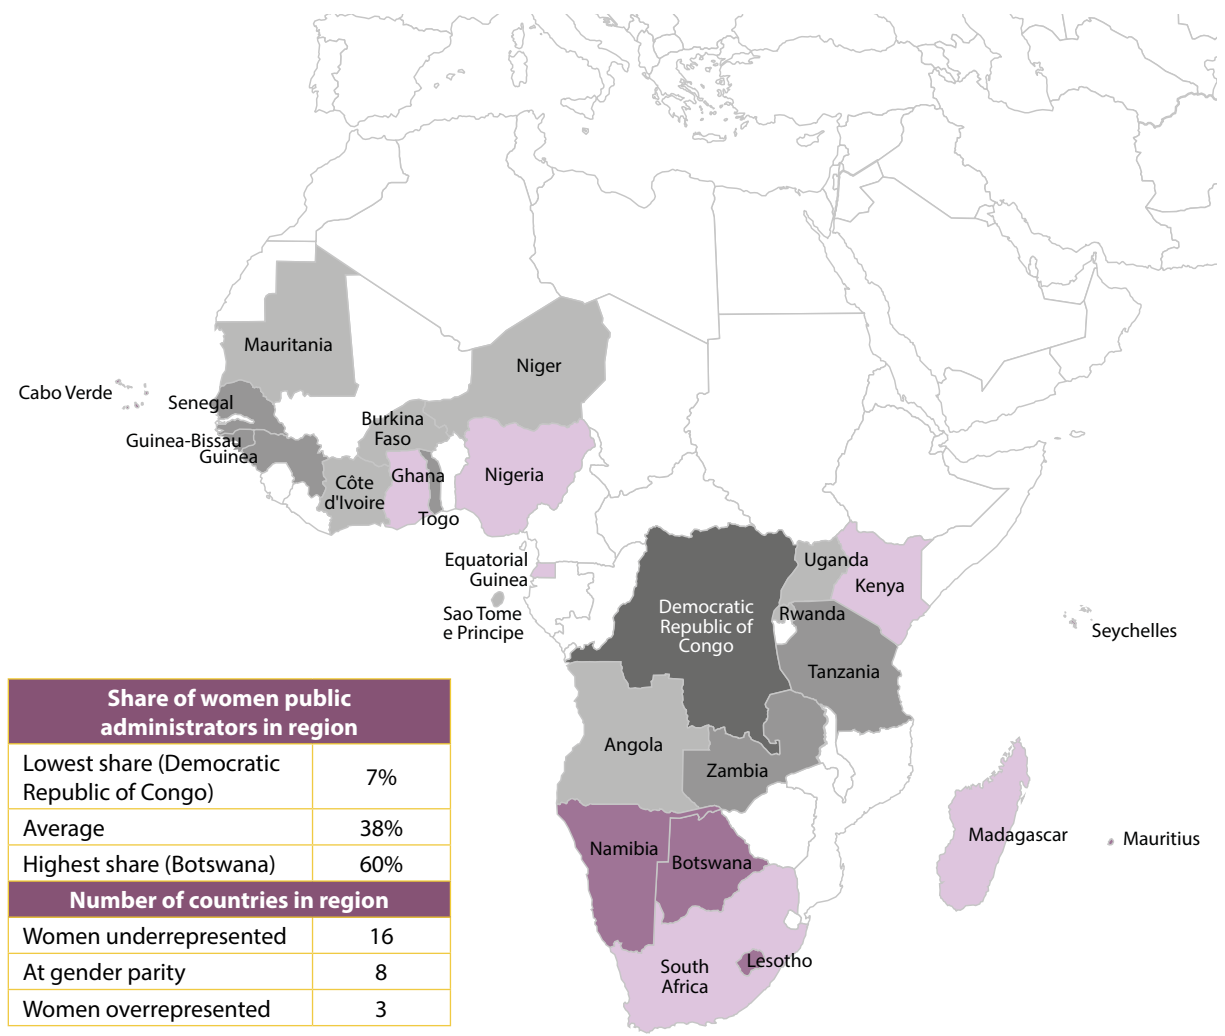 Mauritania
Niger
Cabo Verde
Senegal
Burkina
Faso
Guinea-Bissau
Guinea
Ghana
Nigeria
Côte
d'Ivoire
Togo
Equatorial
Guinea
Uganda
Kenya
Sao Tome
e Principe
Democratic
Republic of
Congo
Rwanda
Seychelles
Tanzania
Angola
Zambia
Madagascar
Mauritius
Namibia
Botswana
South
Africa
Lesotho
Share of women public
administrators in region
Lowest share (Democratic
Republic of Congo) 7%
Average 38%
Highest share (Botswana) 60%
Number of countries in region
Women underrepresented 16
At gender parity 8
Women overrepresented 3